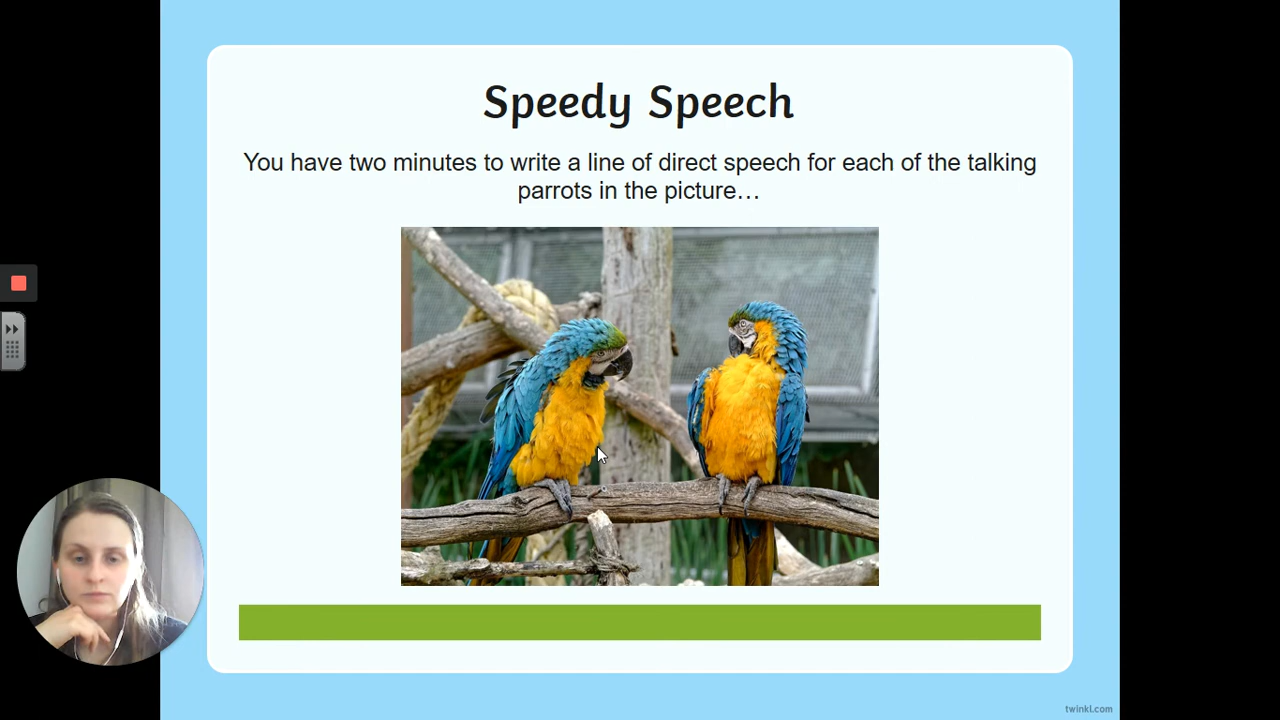 Speedy Speech
You have two minutes to write a line of direct speech for each of the talking
parrots in the picture…
twinkl.com